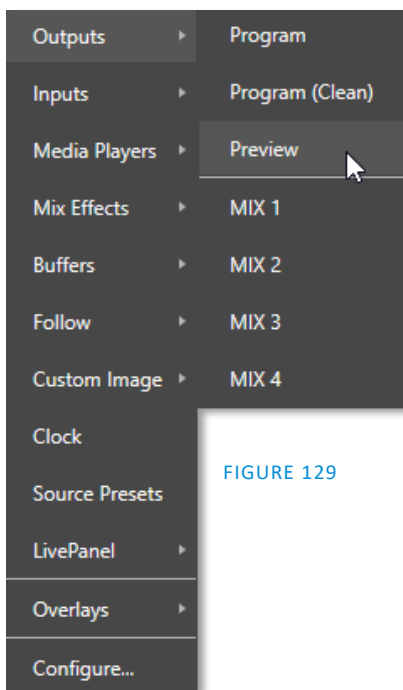 Outputs
Inputs
Media Players
Mix Effects
Buffers
Follow
Custom Image
Clock
Source Presets
LivePanel
Overlays
Configure...
Program
Program (Clean)
Preview
MIX 1
MIX 2
MIX 3
MIX 4
FIGURE 129